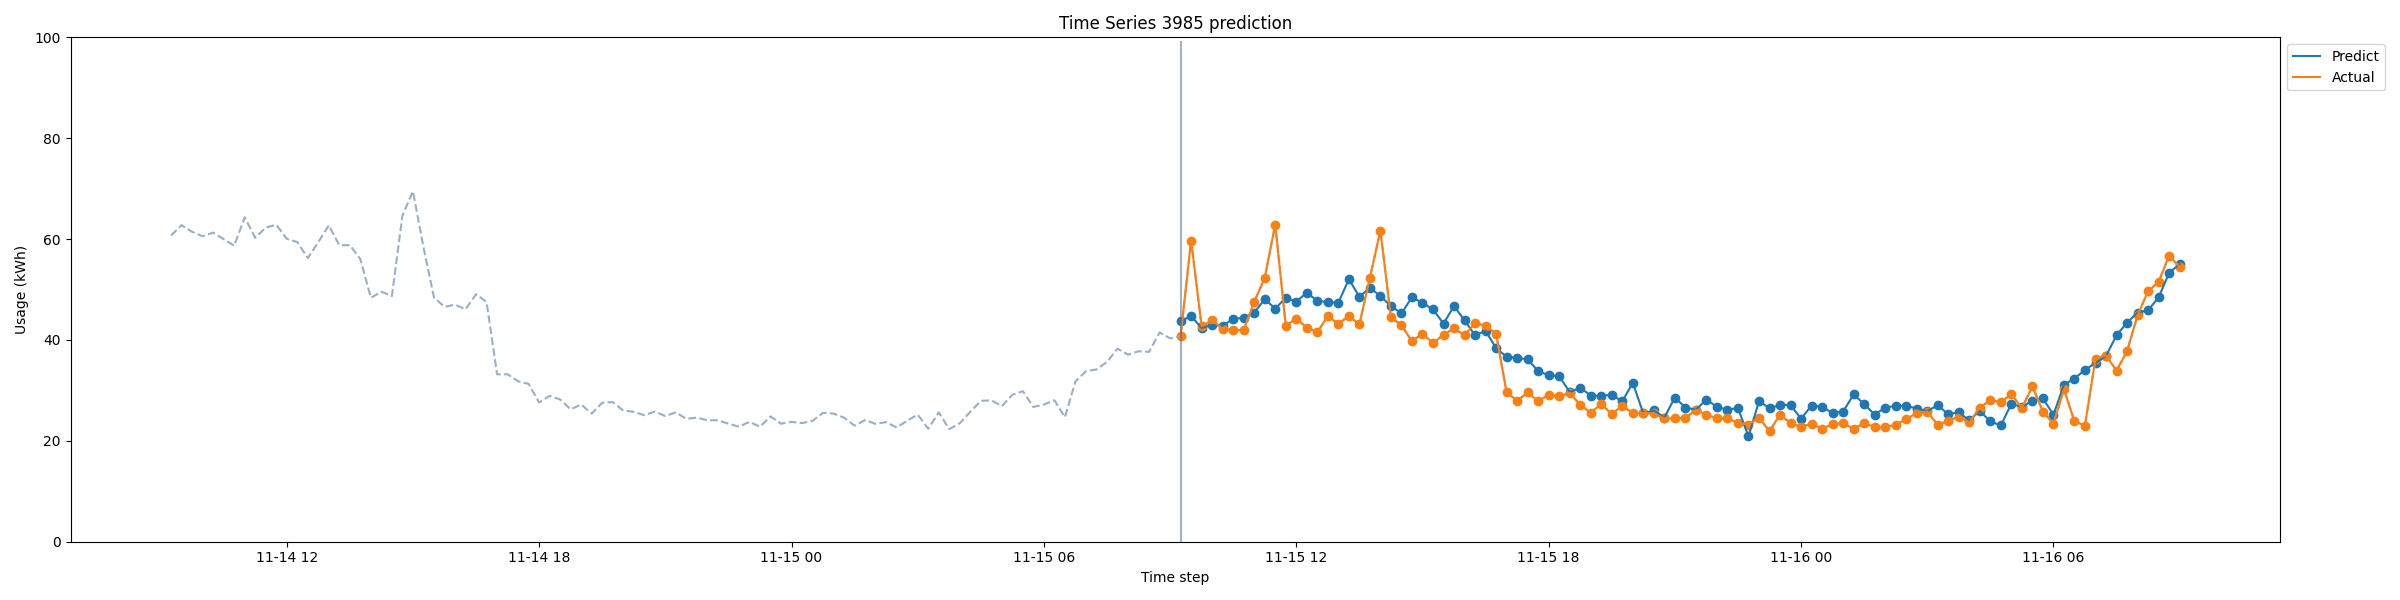 Time Series 3985 prediction
100
80
60
40
20
0
Usage (kWh)
11-14 12
11-14 18
11-15 00
11-15 06
11-15 12
11-15 18
11-16 00
11-16 06
Time step
Predict
Actual